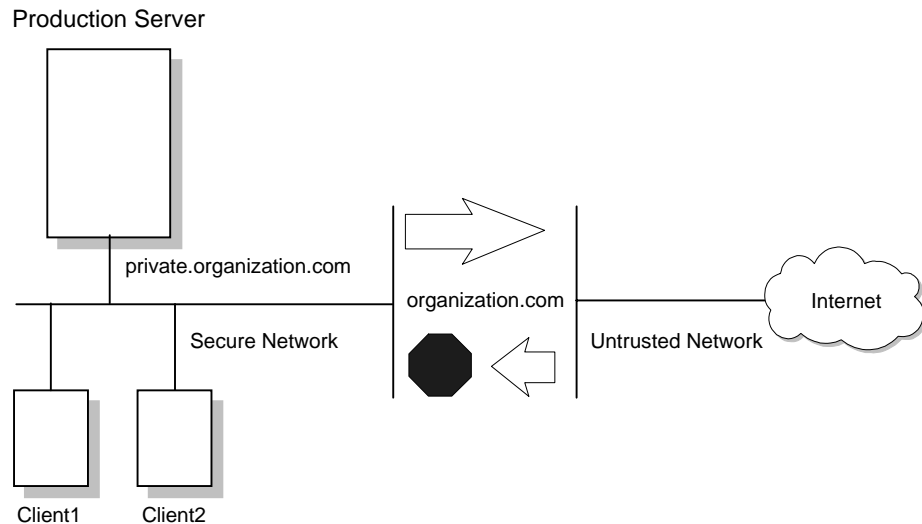 Production Server
private.organization.com
organization.com
Internet
Secure Network
Untrusted Network
Client1
Client2